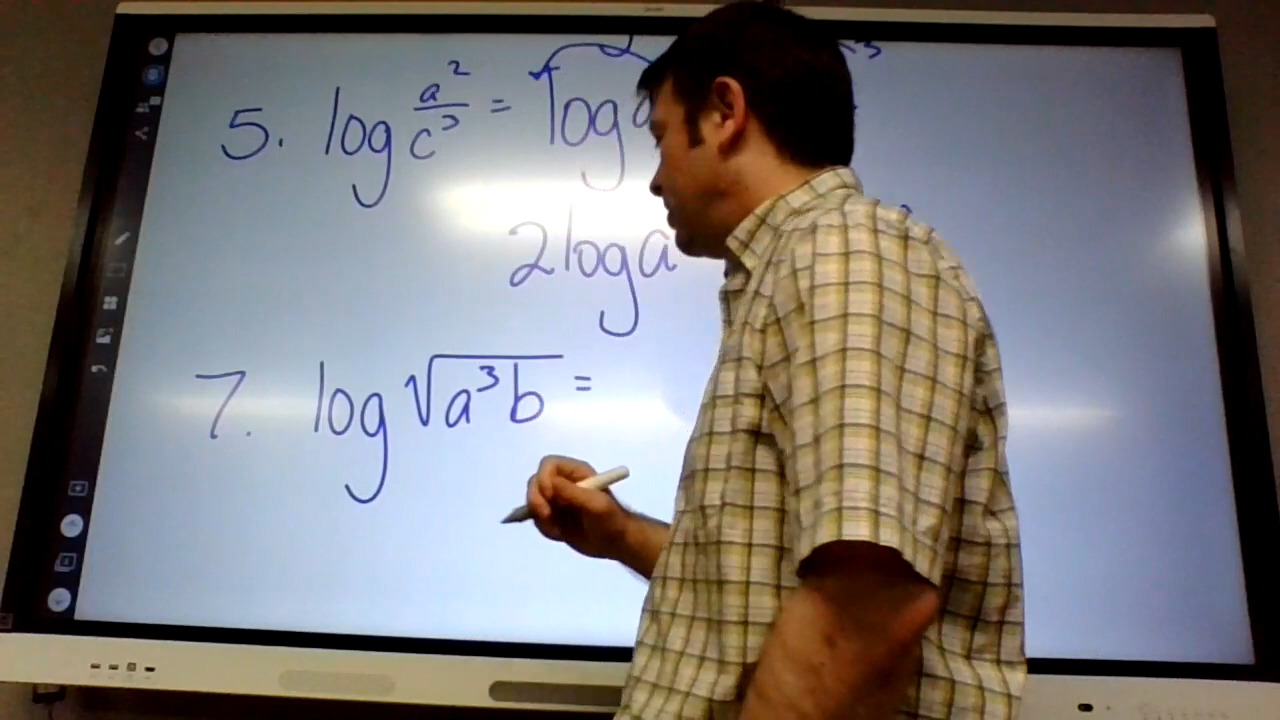 5. log a²/c³ = log a
2log a
7. log √(a³b) =